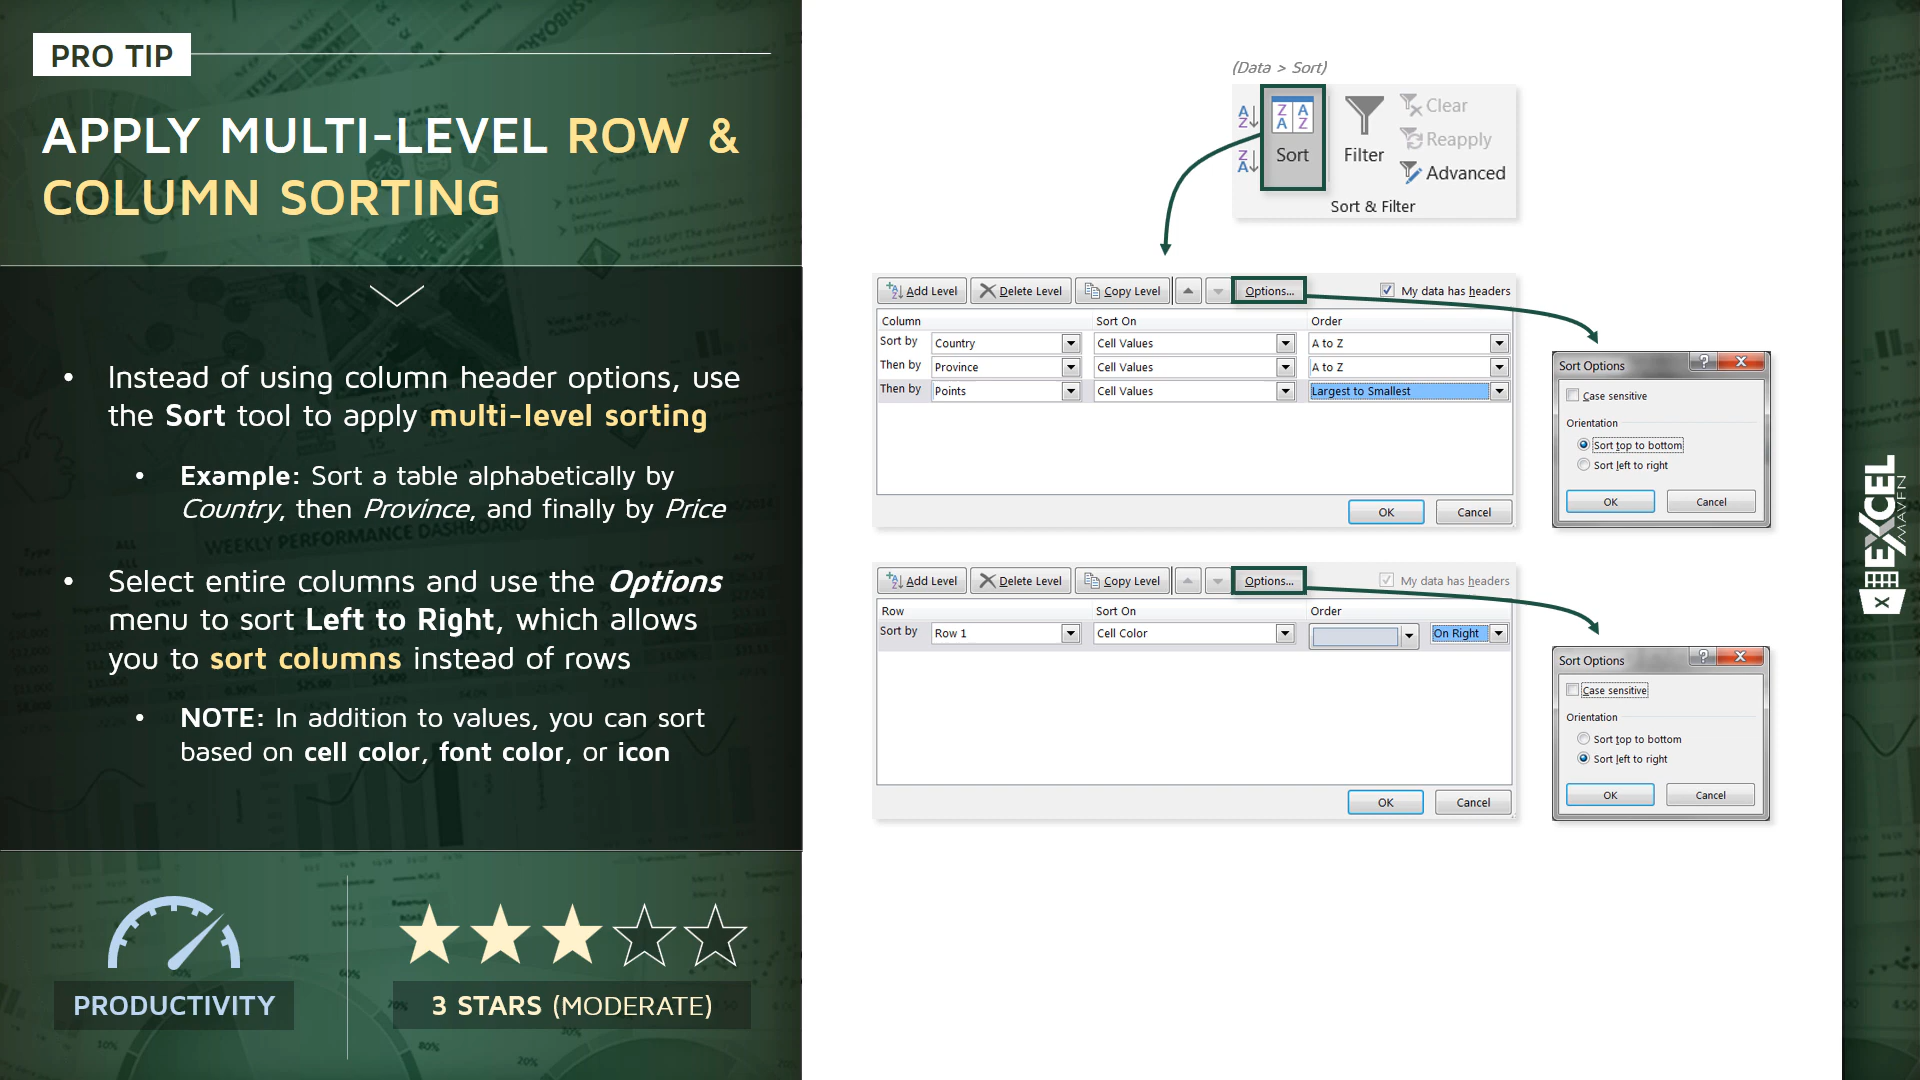 PRO TIP
APPLY MULTI-LEVEL ROW &
COLUMN SORTING
• Instead of using column header options, use
the Sort tool to apply multi-level sorting
• Example: Sort a table alphabetically by
Country, then Province, and finally by Price
• Select entire columns and use the Options
menu to sort Left to Right, which allows
you to sort columns instead of rows
• NOTE: In addition to values, you can sort
based on cell color, font color, or icon
PRODUCTIVITY
3 STARS (MODERATE)
(Data > Sort)
Sort
Filter
Clear
Reapply
Advanced
Sort & Filter
Add Level Delete Level Copy Level Options... My data has headers
Column Sort On Order
Sort by Country Cell Values A to Z
Then by Province Cell Values A to Z
Then by Points Cell Values Largest to Smallest
OK Cancel
Sort Options
Case sensitive
Orientation
Sort top to bottom
Sort left to right
OK Cancel
Add Level Delete Level Copy Level Options... My data has headers
Row Sort On Order
Sort by Row 1 Cell Color On Right
OK Cancel
Sort Options
Case sensitive
Orientation
Sort top to bottom
Sort left to right
OK Cancel
EXCEL
MAVEN
WEEKLY PERFORMANCE DASHBOARD